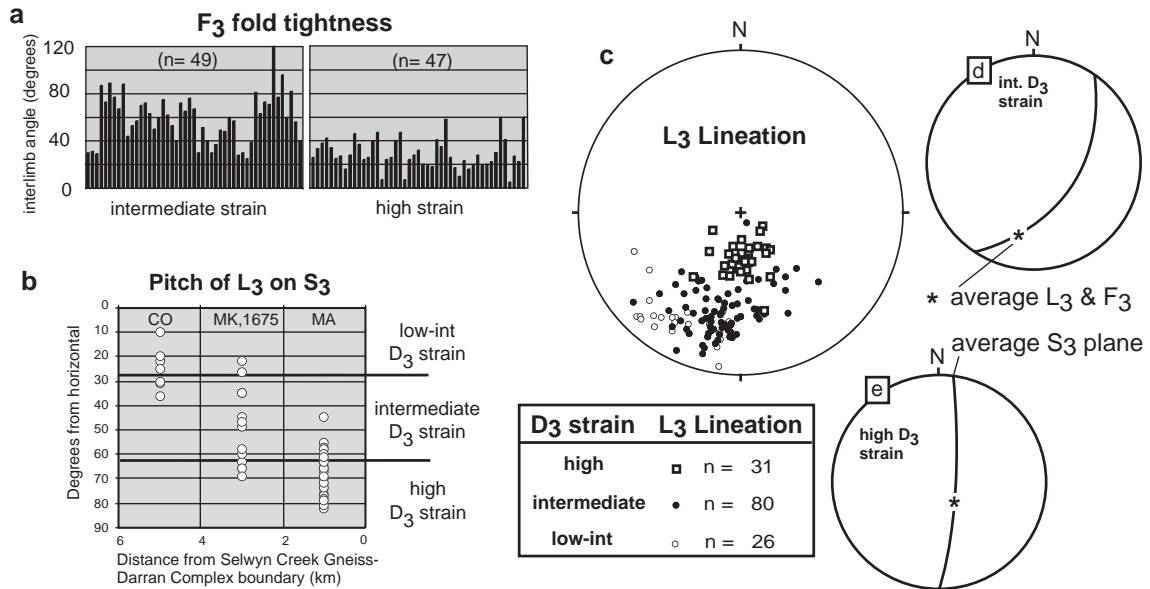 a
F3 fold tightness
interlimb angle (degrees)
120
80
40
0
(n= 49)
(n= 47)
intermediate strain
high strain
b
Pitch of L3 on S3
Degrees from horizontal
0
10
20
30
40
50
60
70
80
90
CO
MK,1675
MA
low-int
D3 strain
intermediate
D3 strain
high
D3 strain
6
4
2
0
Distance from Selwyn Creek Gneiss-
Darran Complex boundary (km)
c
N
L3 Lineation
D3 strain L3 Lineation
high n = 31
intermediate n = 80
low-int n = 26
d
N
int. D3
strain
*
* average L3 & F3
average S3 plane
e
N
high D3
strain
*